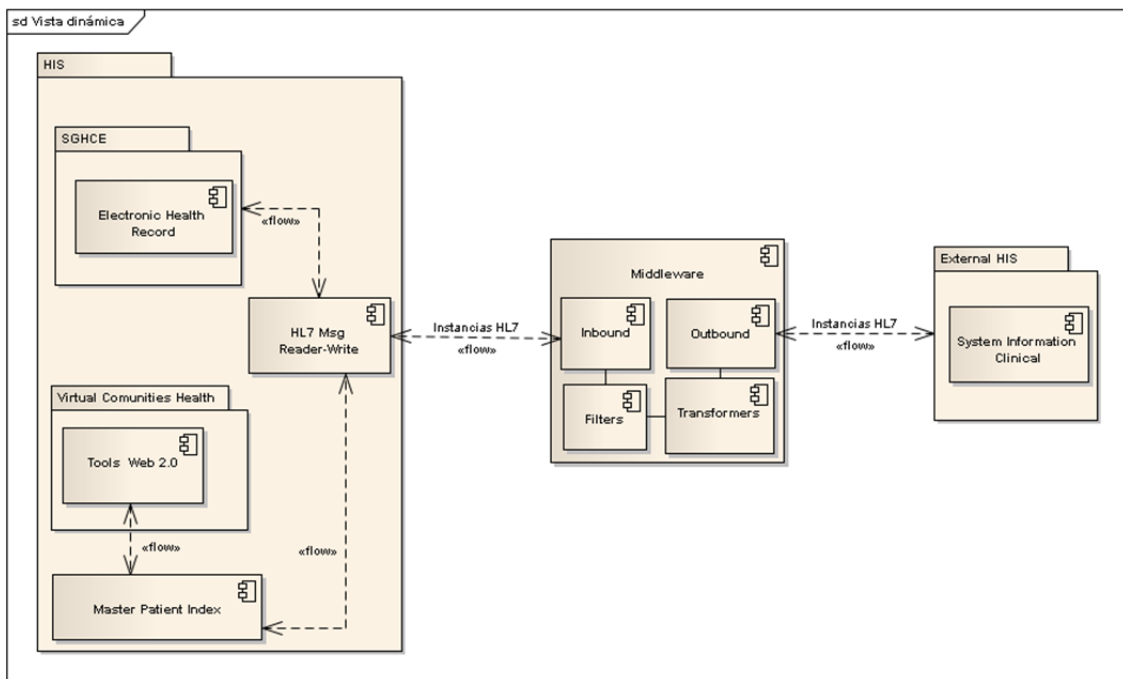 sd Vista dinámica
HIS
SGHCE
Electronic Health
Record
«flow»
HL7 Msg
Reader-Write
Virtual Comunities Health
Tools Web 2.0
«flow»
«flow»
Master Patient Index
Instancias HL7
«flow»
Middleware
Inbound
Outbound
Filters
Transformers
Instancias HL7
«flow»
External HIS
System Information
Clinical